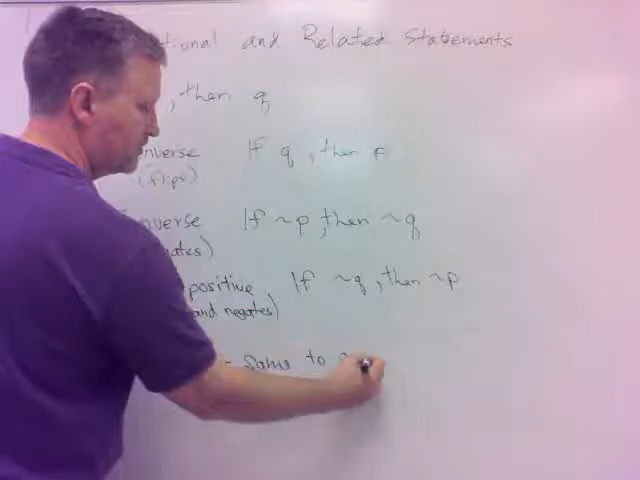 tional and Related Statements
, then q
nverse If q, then p
(flips)
nverse If ~p, then ~q
ates)
positive If ~q, then ~p
and negates)
- same to